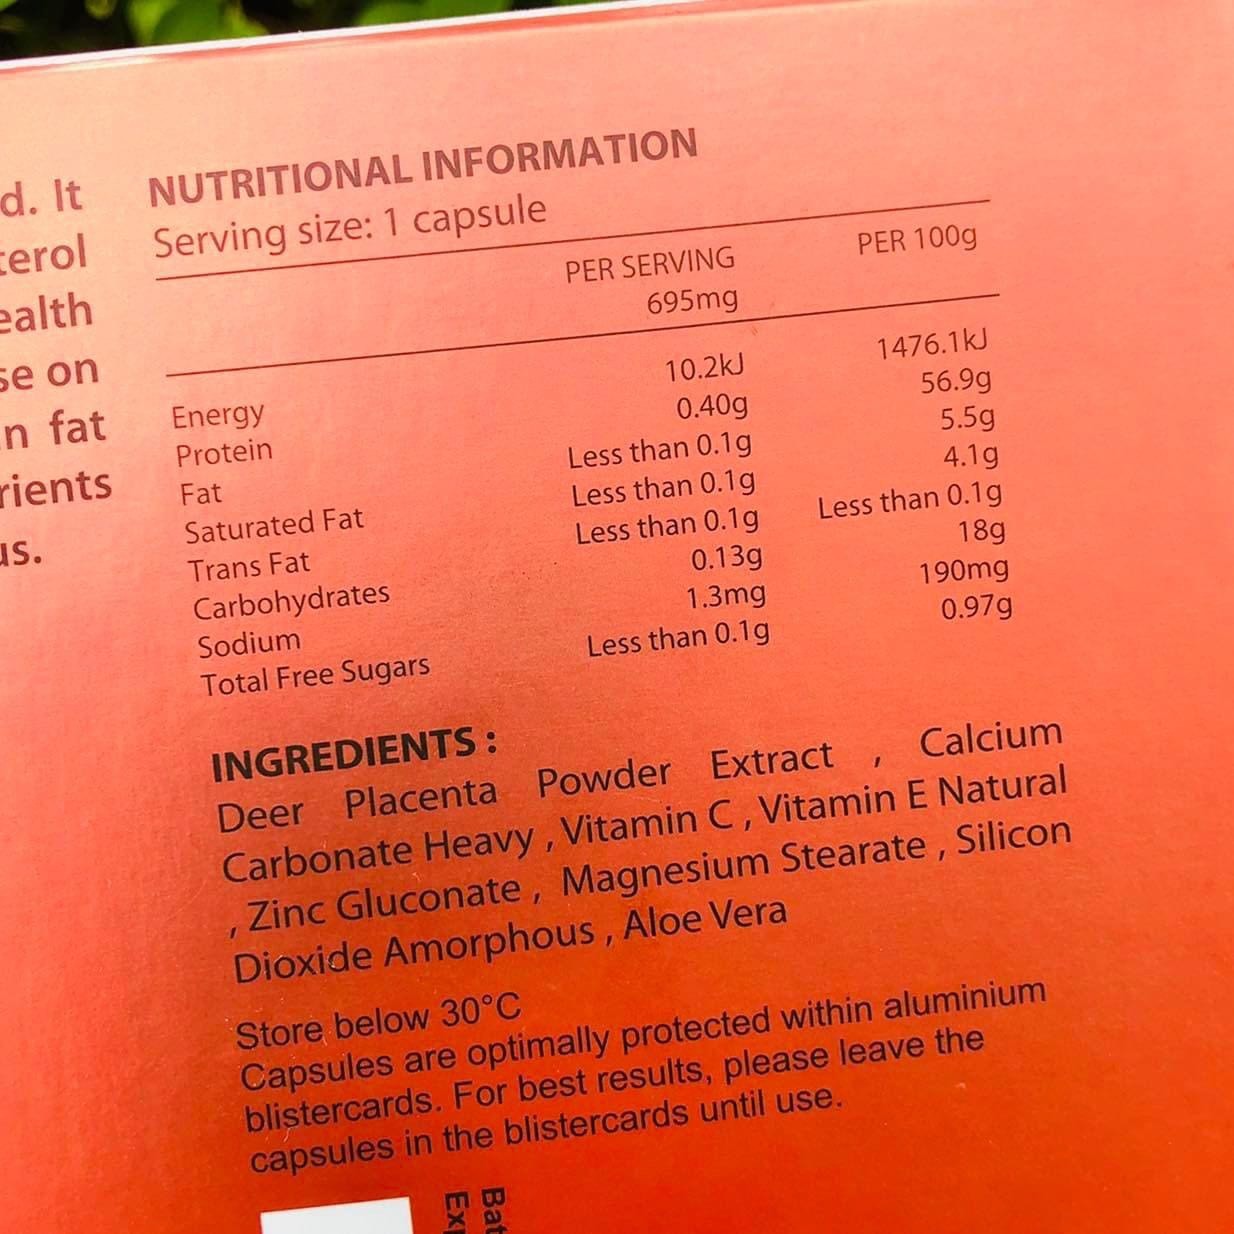 d. It
terol
ealth
se on
n fat
rients
us.
NUTRITIONAL INFORMATION
Serving size: 1 capsule
PER SERVING PER 100g
695mg
Energy 10.2kJ 1476.1kJ
Protein 0.40g 56.9g
Fat Less than 0.1g 5.5g
Saturated Fat Less than 0.1g 4.1g
Trans Fat Less than 0.1g Less than 0.1g
Carbohydrates 0.13g 18g
Sodium 1.3mg 190mg
Total Free Sugars Less than 0.1g 0.97g
INGREDIENTS :
Deer Placenta Powder Extract , Calcium
Carbonate Heavy , Vitamin C , Vitamin E Natural
, Zinc Gluconate , Magnesium Stearate , Silicon
Dioxide Amorphous , Aloe Vera
Store below 30°C
Capsules are optimally protected within aluminium
blistercards. For best results, please leave the
capsules in the blistercards until use.
Bat
Ex